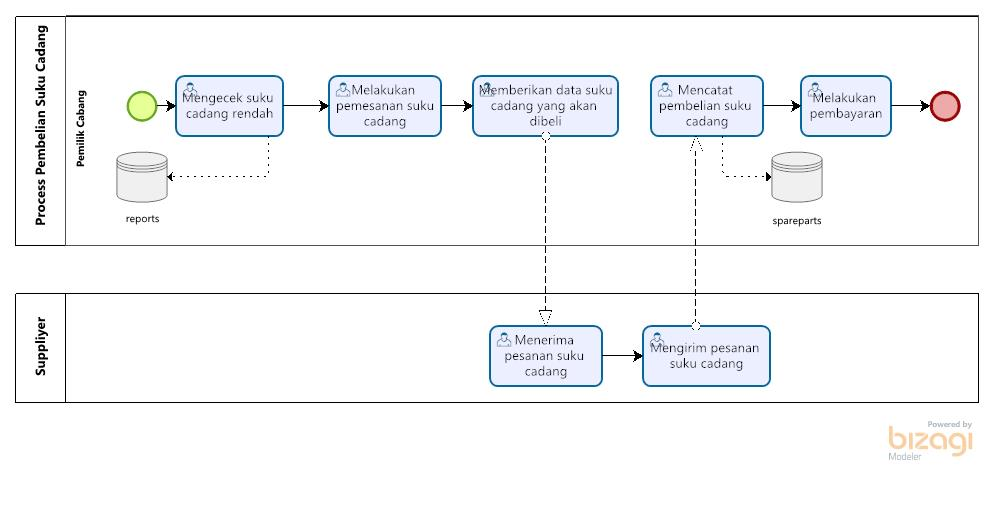 Process Pembelian Suku Cadang
Pemilik Cabang
Mengecek suku
cadang rendah
Melakukan
pemesanan suku
cadang
Memberikan data suku
cadang yang akan
dibeli
Mencatat
pembelian suku
cadang
Melakukan
pembayaran
reports
spareparts
Suppliyer
Menerima
pesanan suku
cadang
Mengirim pesanan
suku cadang
Powered by
bizagi
Modeler